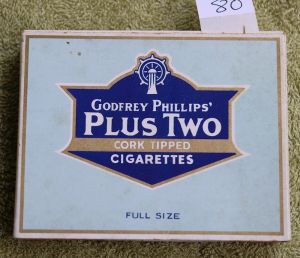 80
GODFREY PHILLIPS'
PLUS TWO
CORK TIPPED
CIGARETTES
FULL SIZE